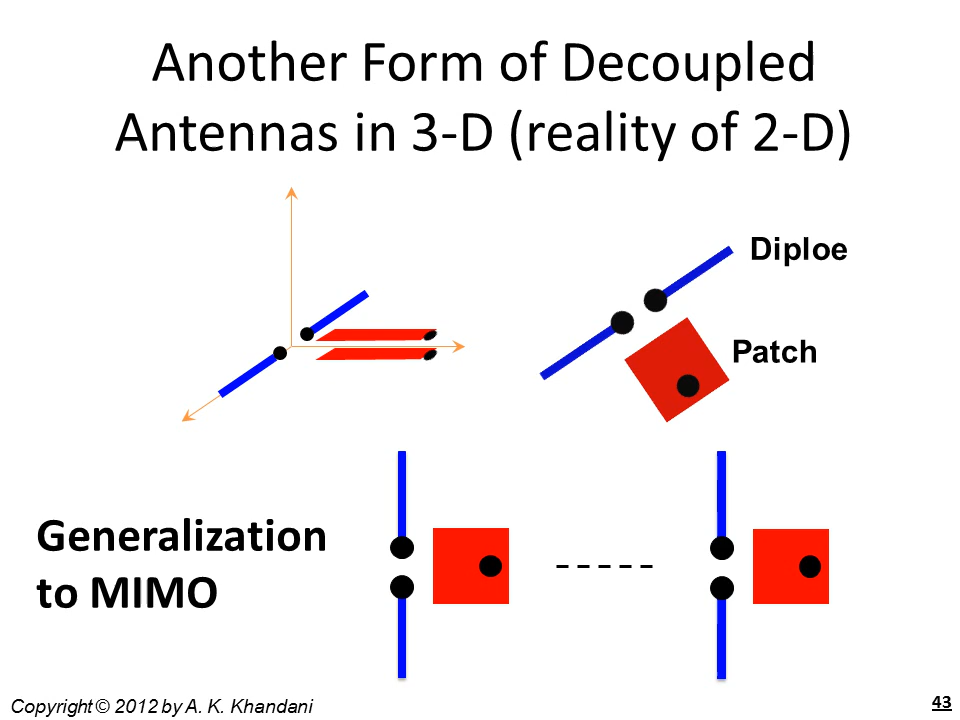 Another Form of Decoupled
Antennas in 3-D (reality of 2-D)
Diploe
Patch
Generalization
to MIMO
Copyright © 2012 by A. K. Khandani
43